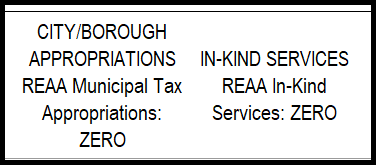 CITY/BOROUGH
APPROPRIATIONS
REAA Municipal Tax
Appropriations:
ZERO
IN-KIND SERVICES
REAA In-Kind
Services: ZERO